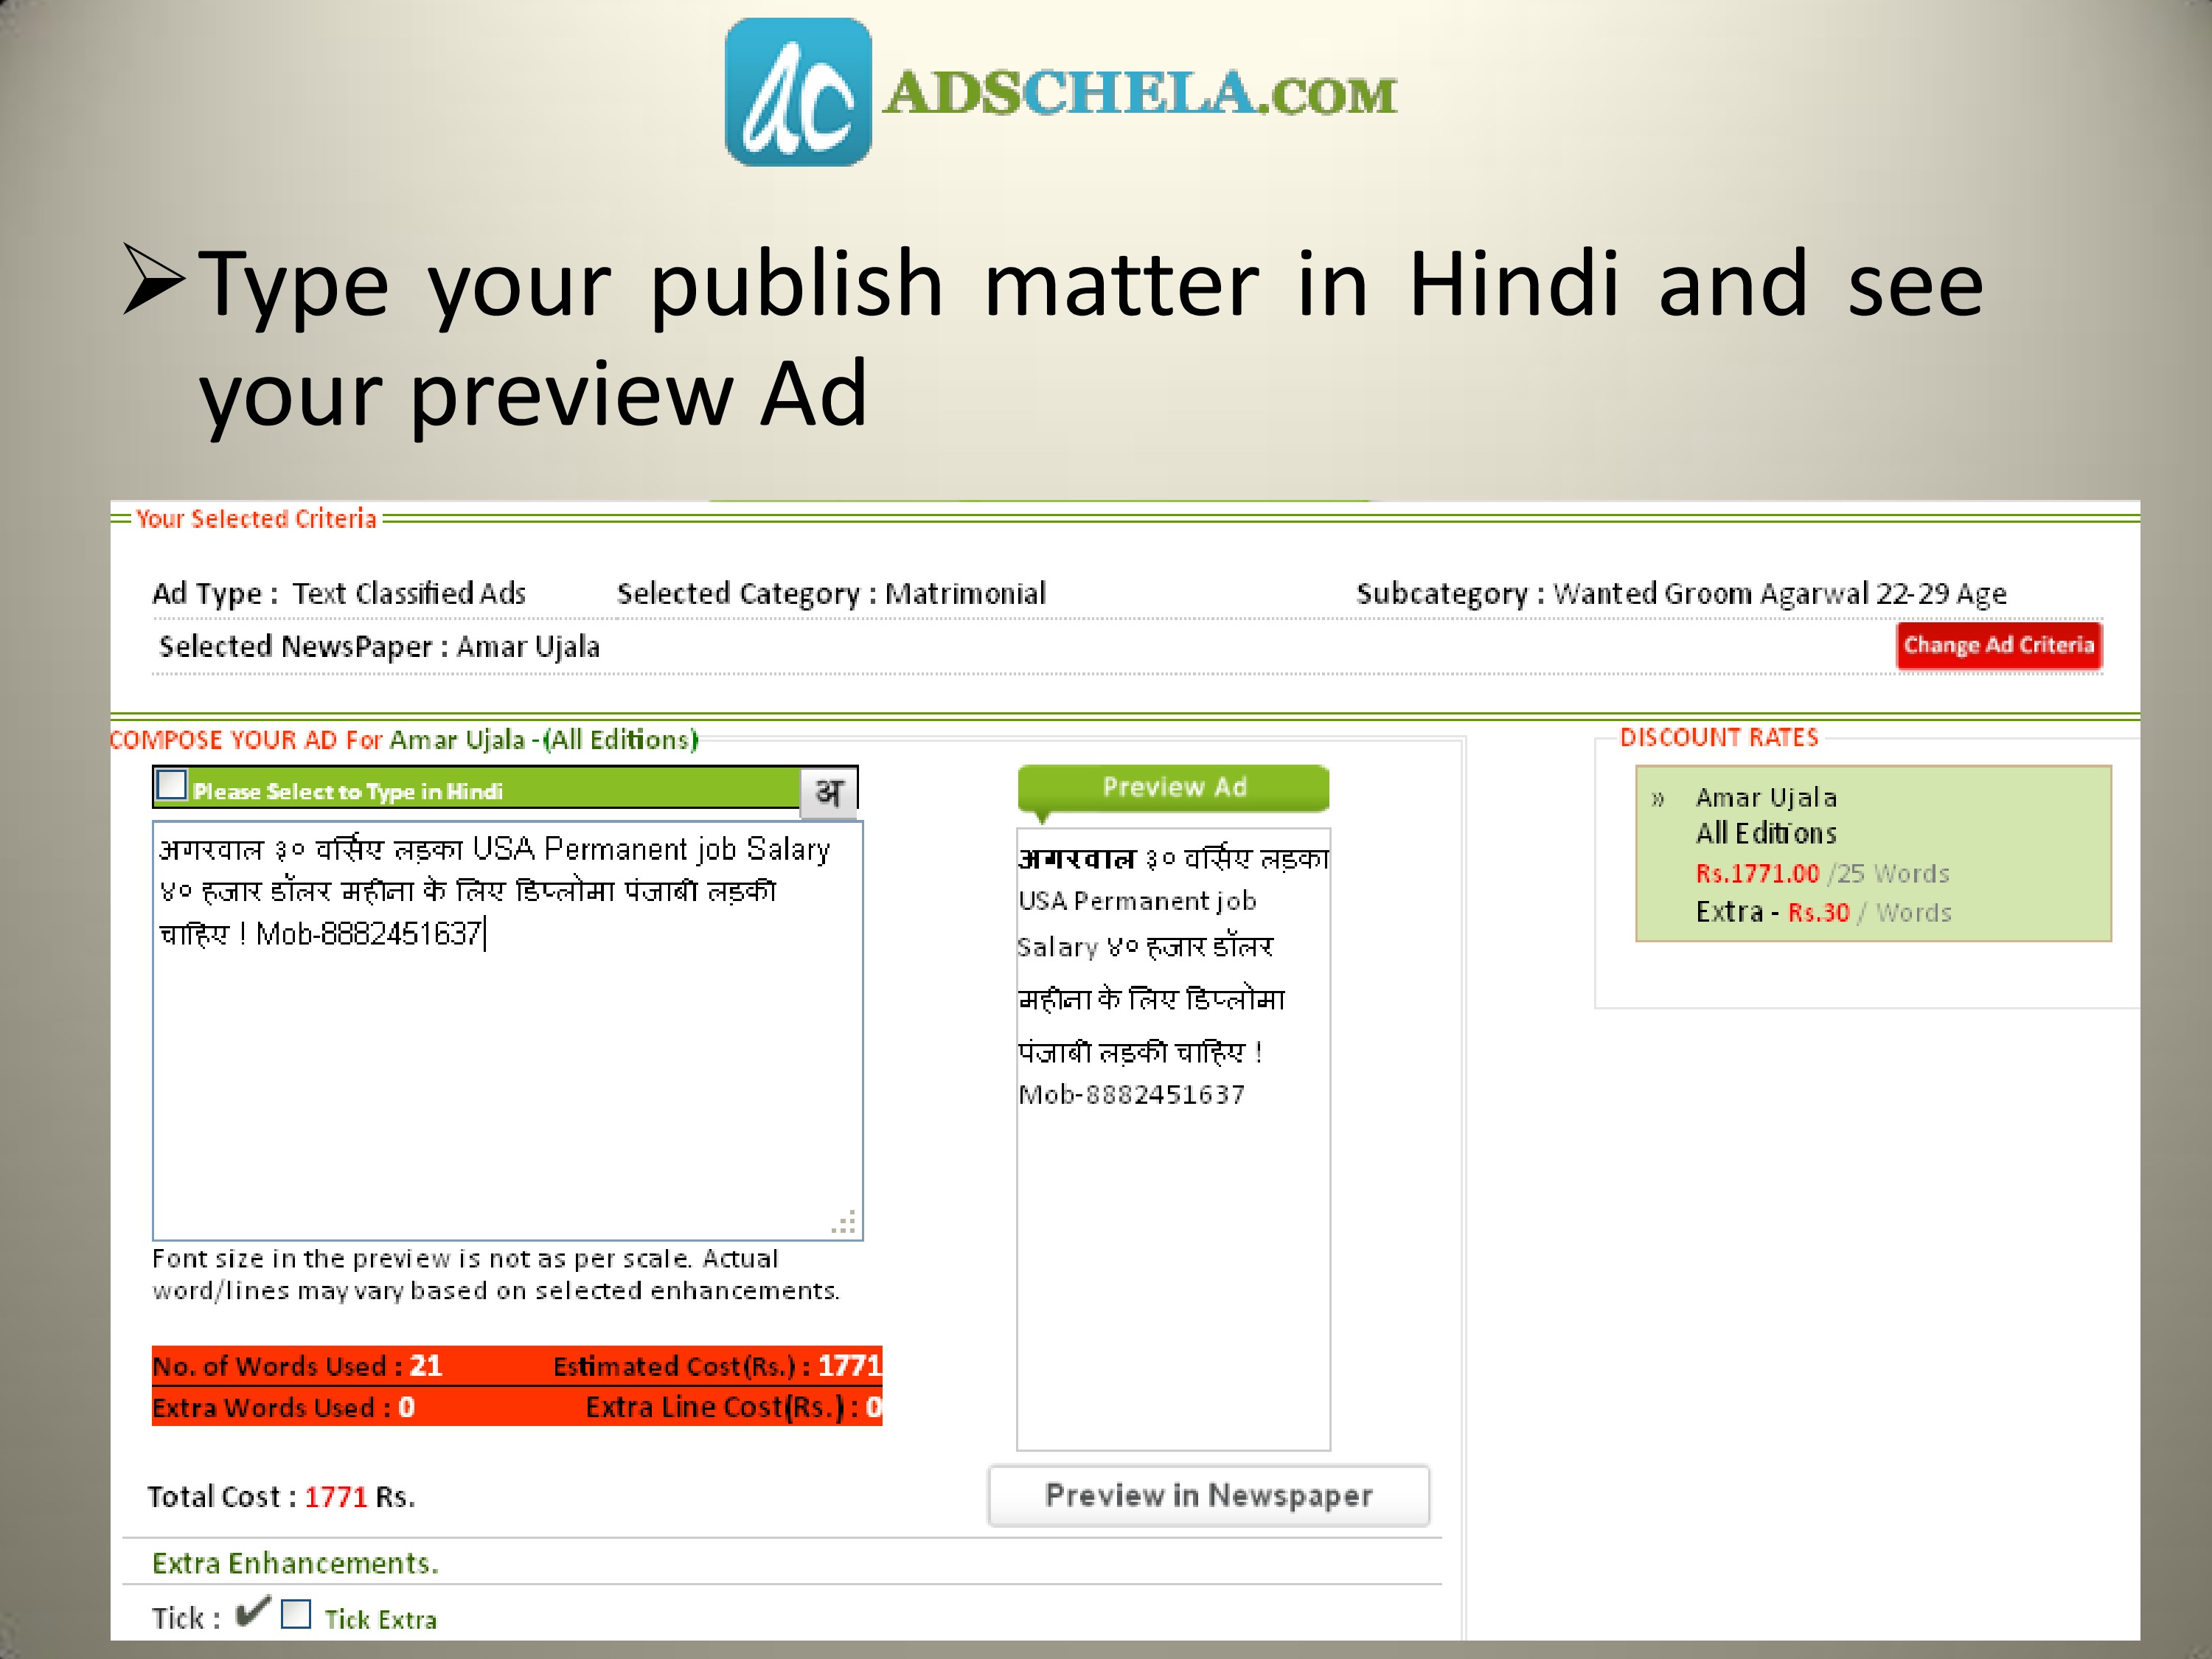 ac ADSCHELA.COM
Type your publish matter in Hindi and see
your preview Ad
Your Selected Criteria
Ad Type : Text Classified Ads Selected Category : Matrimonial Subcategory : Wanted Groom Agarwal 22-29 Age
Selected NewsPaper : Amar Ujala Change Ad Criteria
COMPOSE YOUR AD For Amar Ujala -(All Editions)
Please Select to Type in Hindi अ
अगरवाल ३० वर्सिए लड़का USA Permanent job Salary
४० हजार डॉलर महीना के लिए डिप्लोमा पंजाबी लड़की
चाहिए ! Mob-8882451637
Font size in the preview is not as per scale. Actual
word/lines may vary based on selected enhancements.
No. of Words Used : 21 Estimated Cost(Rs.) : 1771
Extra Words Used : 0 Extra Line Cost(Rs.) : 0
Total Cost : 1771 Rs.
Extra Enhancements.
Tick : ✔ Tick Extra
Preview Ad
अगरवाल ३० वर्सिए लड़का
USA Permanent job
Salary ४० हजार डॉलर
महीना के लिए डिप्लोमा
पंजाबी लड़की चाहिए !
Mob-8882451637
Preview in Newspaper
DISCOUNT RATES
» Amar Ujala
All Editions
Rs.1771.00 /25 Words
Extra - Rs.30 / Words